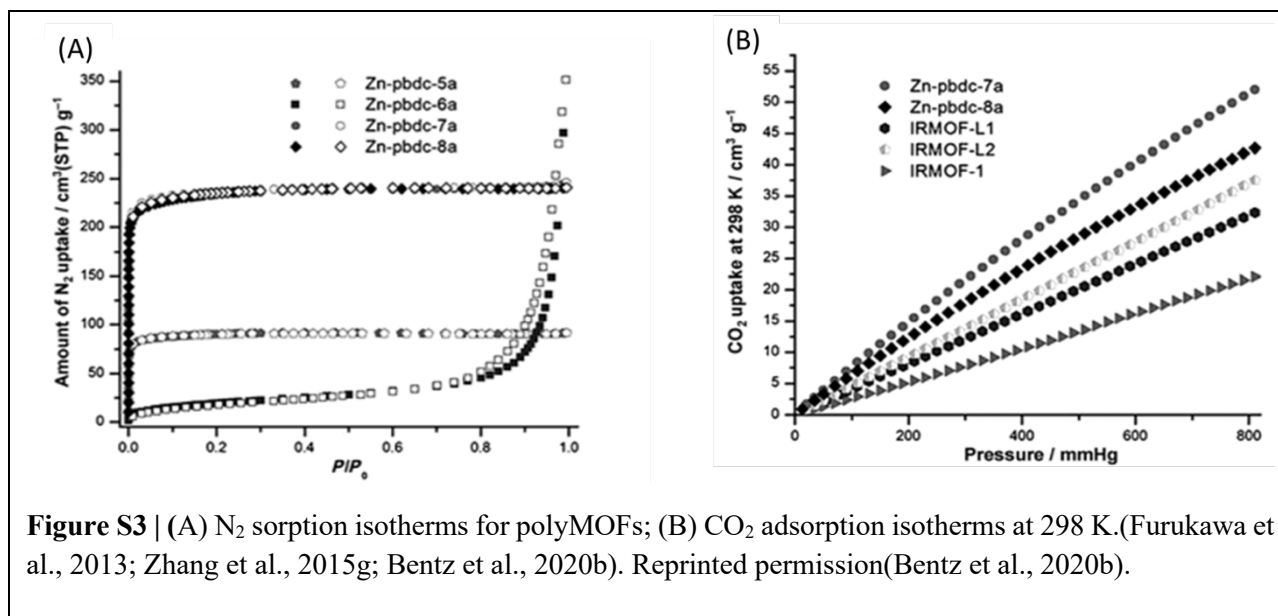 (A)
350
300
250
200
150
100
50
0
Amount of N₂ uptake / cm³(STP) g⁻¹
Zn-pbdc-5a
Zn-pbdc-6a
Zn-pbdc-7a
Zn-pbdc-8a
0.0 0.2 0.4 0.6 0.8 1.0
P/P₀
(B)
55
50
45
40
35
30
25
20
15
10
5
0
CO₂ uptake at 298 K / cm³ g⁻¹
Zn-pbdc-7a
Zn-pbdc-8a
IRMOF-L1
IRMOF-L2
IRMOF-1
0 200 400 600 800
Pressure / mmHg
Figure S3 | (A) N₂ sorption isotherms for polyMOFs; (B) CO₂ adsorption isotherms at 298 K.(Furukawa et
al., 2013; Zhang et al., 2015g; Bentz et al., 2020b). Reprinted permission(Bentz et al., 2020b).